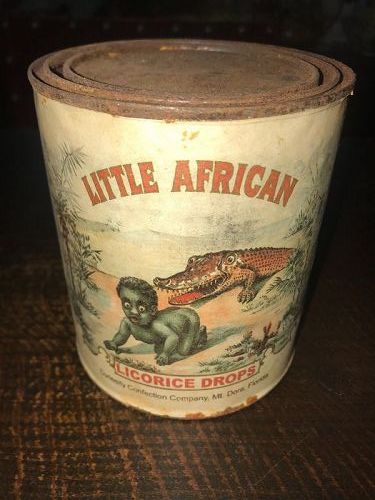 LITTLE AFRICAN
LICORICE DROPS
Confection Company, Mt. Dora, Florida